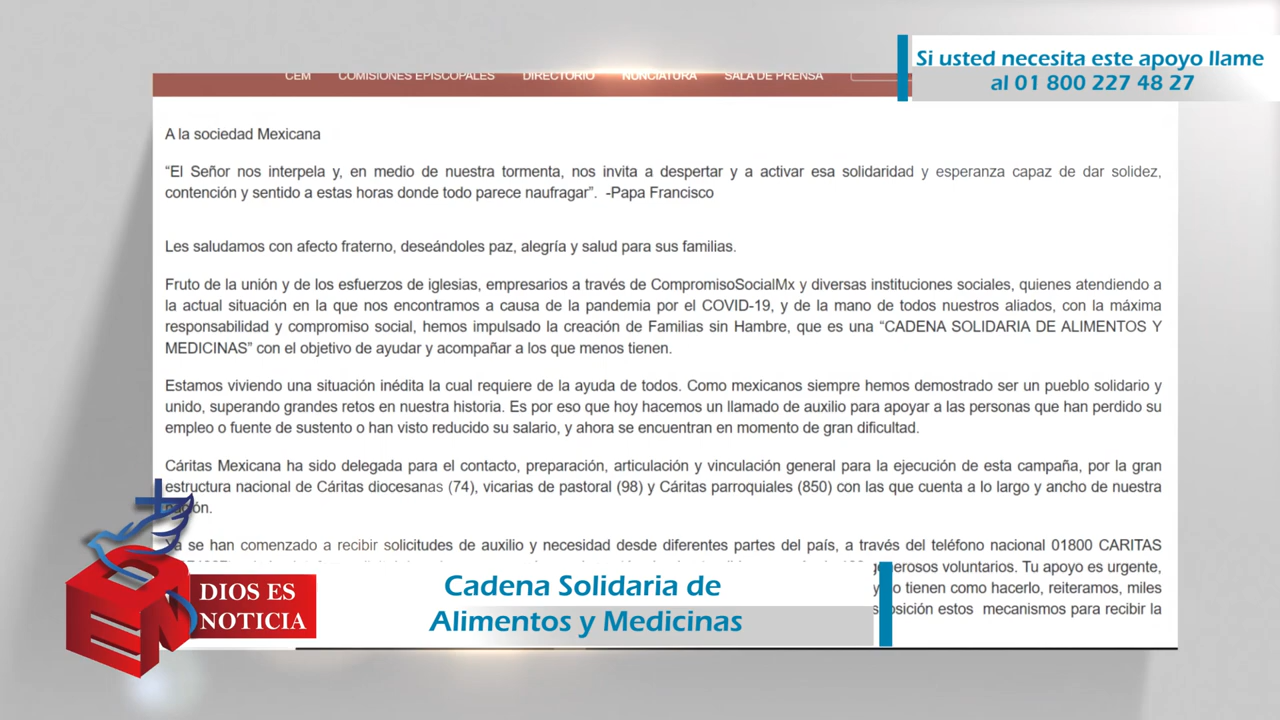 CEM COMISIONES EPISCOPALES DIRECTORIO NUNCIATURA SALA DE PRENSA
Si usted necesita este apoyo llame
al 01 800 227 48 27
A la sociedad Mexicana
“El Señor nos interpela y, en medio de nuestra tormenta, nos invita a despertar y a activar esa solidaridad y esperanza capaz de dar solidez,
contención y sentido a estas horas donde todo parece naufragar”. -Papa Francisco
Les saludamos con afecto fraterno, deseándoles paz, alegría y salud para sus familias.
Fruto de la unión y de los esfuerzos de iglesias, empresarios a través de CompromisoSocialMx y diversas instituciones sociales, quienes atendiendo a
la actual situación en la que nos encontramos a causa de la pandemia por el COVID-19, y de la mano de todos nuestros aliados, con la máxima
responsabilidad y compromiso social, hemos impulsado la creación de Familias sin Hambre, que es una “CADENA SOLIDARIA DE ALIMENTOS Y
MEDICINAS” con el objetivo de ayudar y acompañar a los que menos tienen.
Estamos viviendo una situación inédita la cual requiere de la ayuda de todos. Como mexicanos siempre hemos demostrado ser un pueblo solidario y
unido, superando grandes retos en nuestra historia. Es por eso que hoy hacemos un llamado de auxilio para apoyar a las personas que han perdido su
empleo o fuente de sustento o han visto reducido su salario, y ahora se encuentran en momento de gran dificultad.
Cáritas Mexicana ha sido delegada para el contacto, preparación, articulación y vinculación general para la ejecución de esta campaña, por la gran
estructura nacional de Cáritas diocesanas (74), vicarias de pastoral (98) y Cáritas parroquiales (850) con las que cuenta a lo largo y ancho de nuestra
nación.
Ya se han comenzado a recibir solicitudes de auxilio y necesidad desde diferentes partes del país, a través del teléfono nacional 01800 CARITAS
generosos voluntarios. Tu apoyo es urgente,
tienen como hacerlo, reiteramos, miles
estos mecanismos para recibir la
DIOS ES
NOTICIA
DEN
Cadena Solidaria de
Alimentos y Medicinas